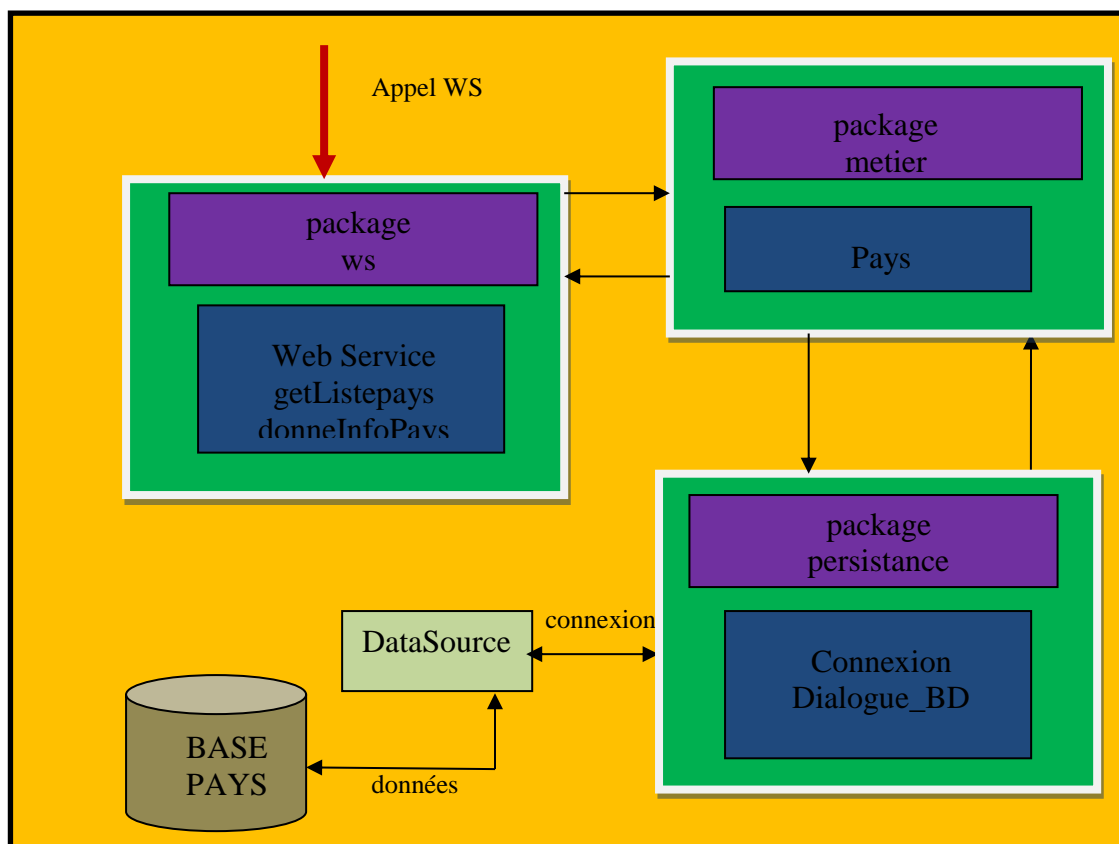 Appel WS
package
metier
Pays
package
ws
Web Service
getListepays
donneInfoPays
package
persistance
Connexion
Dialogue_BD
connexion
DataSource
BASE
PAYS
données